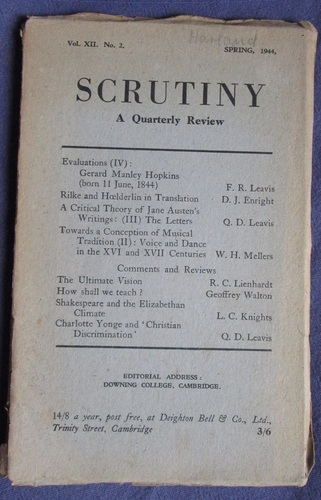 Harland
Vol. XII. No. 2. SPRING, 1944,
SCRUTINY
A Quarterly Review
Evaluations (IV):
Gerard Manley Hopkins
(born 11 June, 1844) F. R. Leavis
Rilke and Hœlderlin in Translation D. J. Enright
A Critical Theory of Jane Austen's
Writings: (III) The Letters Q. D. Leavis
Towards a Conception of Musical
Tradition (II): Voice and Dance
in the XVI and XVII Centuries W. H. Mellers
Comments and Reviews
The Ultimate Vision R. C. Lienhardt
How shall we teach? Geoffrey Walton
Shakespeare and the Elizabethan
Climate L. C. Knights
Charlotte Yonge and 'Christian
Discrimination' Q. D. Leavis
EDITORIAL ADDRESS:
DOWNING COLLEGE, CAMBRIDGE.
14/8 a year, post free, at Deighton Bell & Co., Ltd.,
Trinity Street, Cambridge 3/6